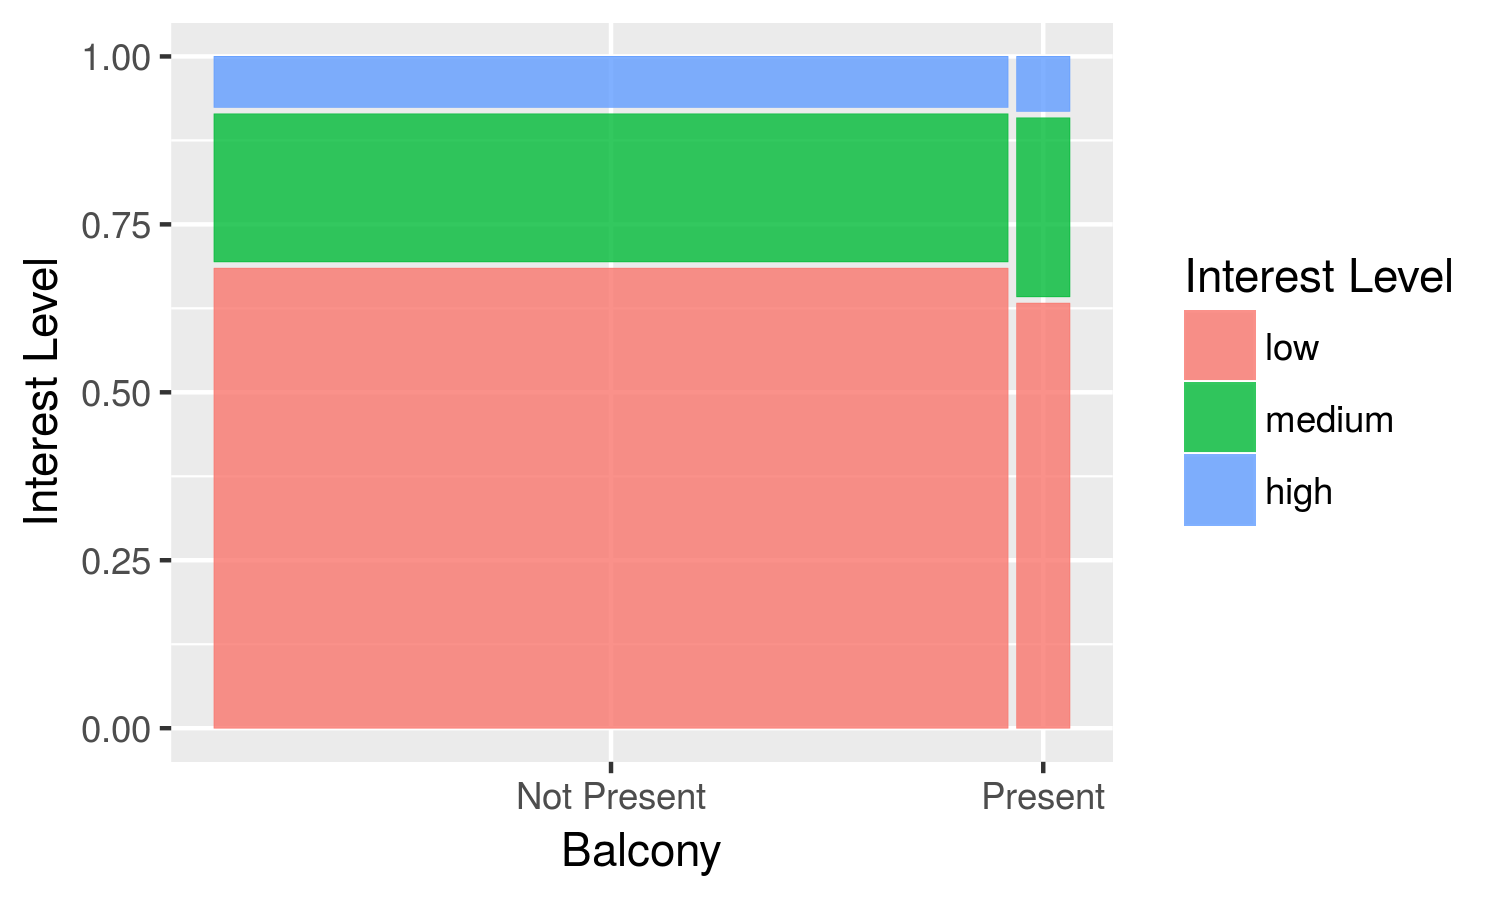 1.00
0.75
0.50
0.25
0.00
Interest Level
Not Present
Present
Balcony
Interest Level
low
medium
high